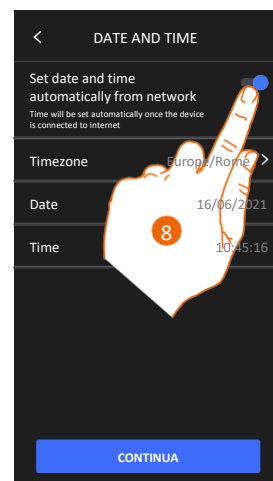 DATE AND TIME
Set date and time
automatically from network
Time will be set automatically once the device
is connected to internet
Timezone
Europe/Rome
Date
16/06/2021
8
Time
10:45:16
CONTINUA